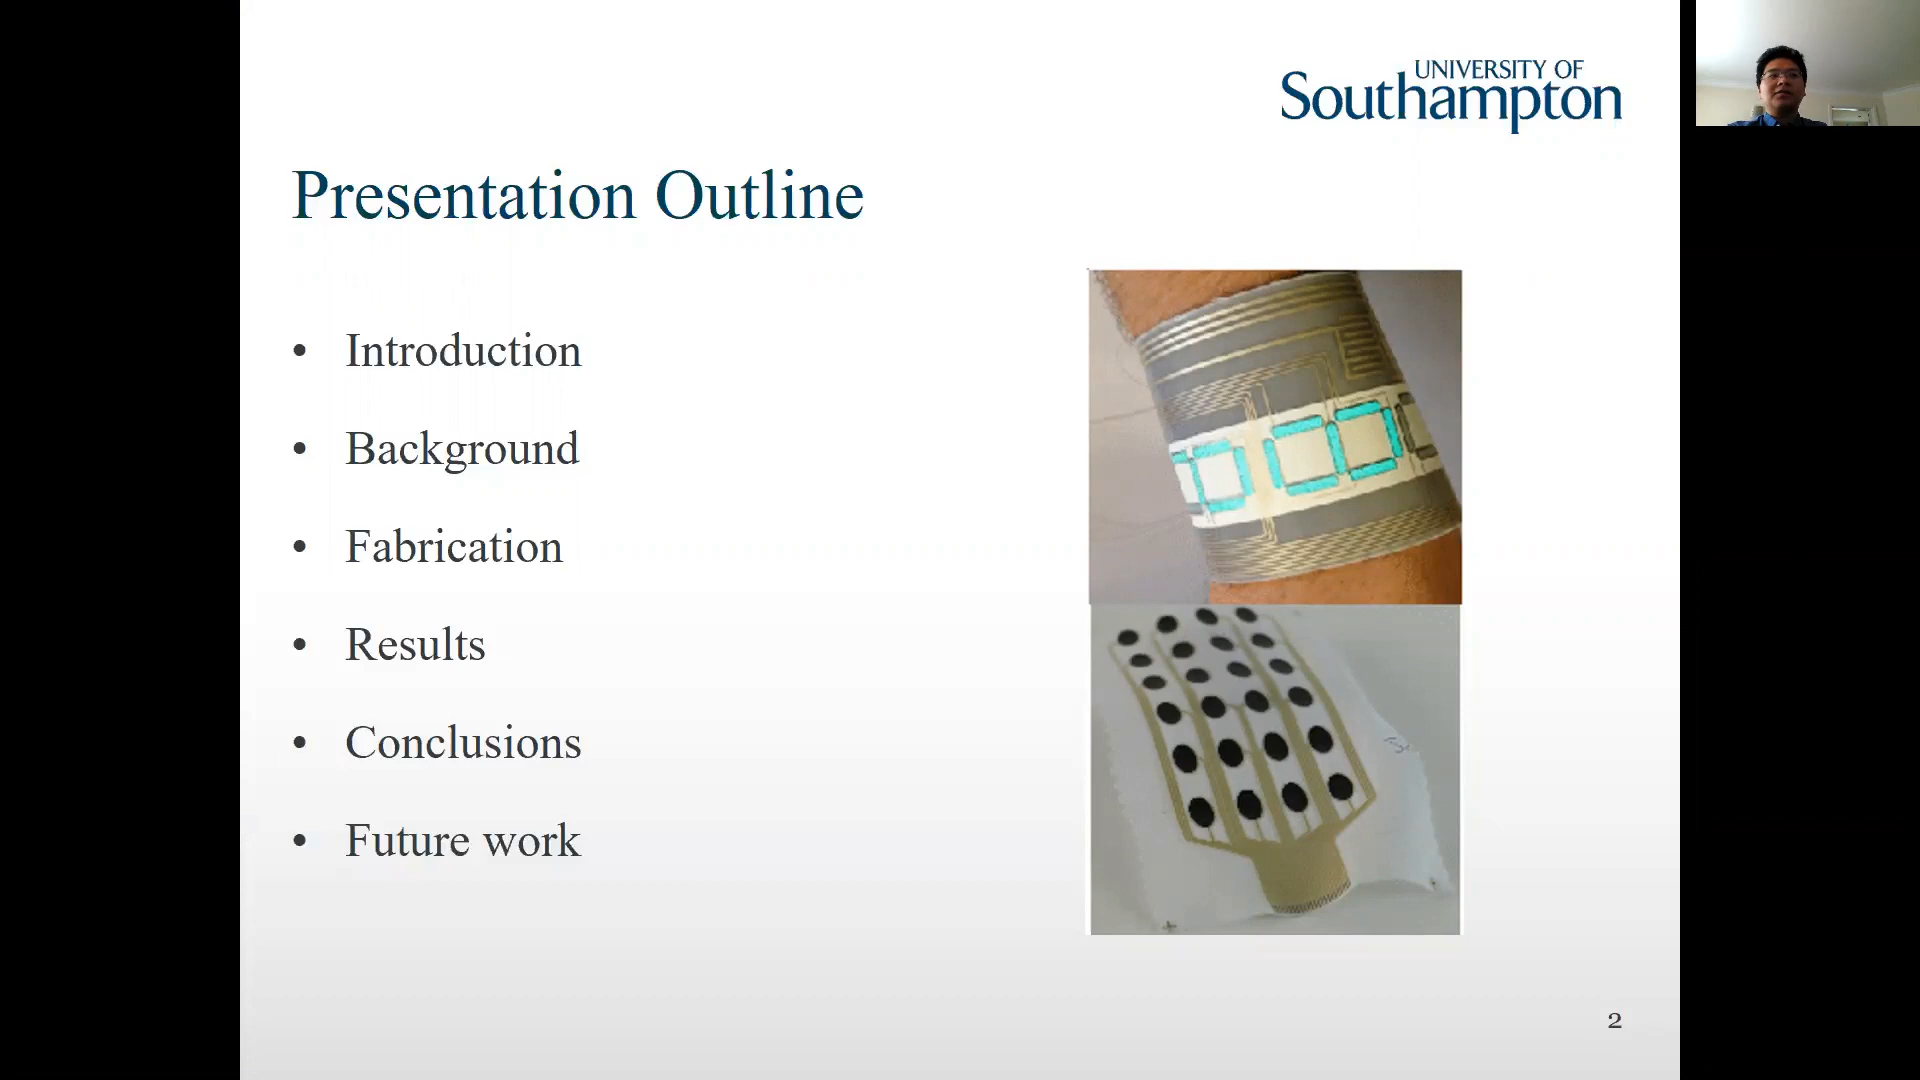 UNIVERSITY OF
Southampton
Presentation Outline
• Introduction
• Background
• Fabrication
• Results
• Conclusions
• Future work
2